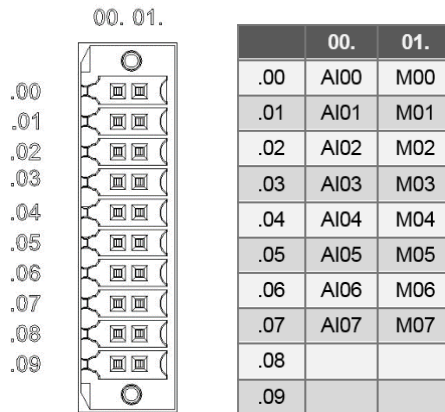 00. 01.
.00
.01
.02
.03
.04
.05
.06
.07
.08
.09
00. 01.
.00 AI00 M00
.01 AI01 M01
.02 AI02 M02
.03 AI03 M03
.04 AI04 M04
.05 AI05 M05
.06 AI06 M06
.07 AI07 M07
.08
.09